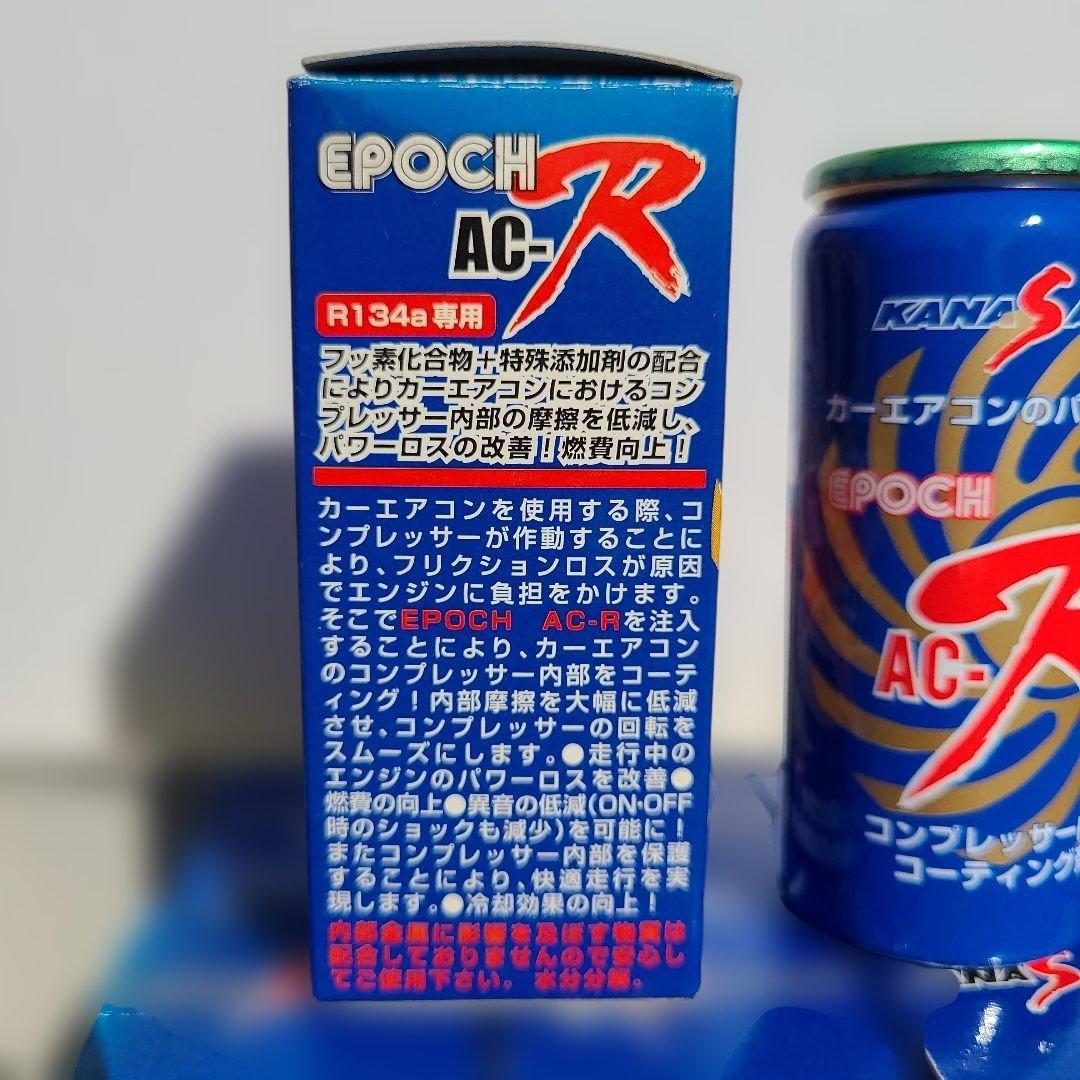 EPOCH
AC-R
R134a専用
フッ素化合物＋特殊添加剤の配合
によりカーエアコンにおけるコン
プレッサー内部の摩擦を低減し、
パワーロスの改善！燃費向上！
カーエアコンを使用する際、コ
ンプレッサーが作動することに
より、フリクションロスが原因
でエンジンに負担をかけます。
そこでEPOCH AC-Rを注入
することにより、カーエアコン
のコンプレッサー内部をコーテ
ィング！内部摩擦を大幅に低減
させ、コンプレッサーの回転を
スムーズにします。●走行中の
エンジンのパワーロスを改善●
燃費の向上●異音の低減(ON・OFF
時のショックも減少)を可能に！
またコンプレッサー内部を保護
することにより、快適走行を実
現します。●冷却効果の向上！
内部金属に影響を及ぼす物質は
配合しておりませんので安心し
てご使用下さい。水分分解。
KANASA
カーエアコンのパ
EPOCH
AC-R
コンプレッサー
コーティング
ANAS